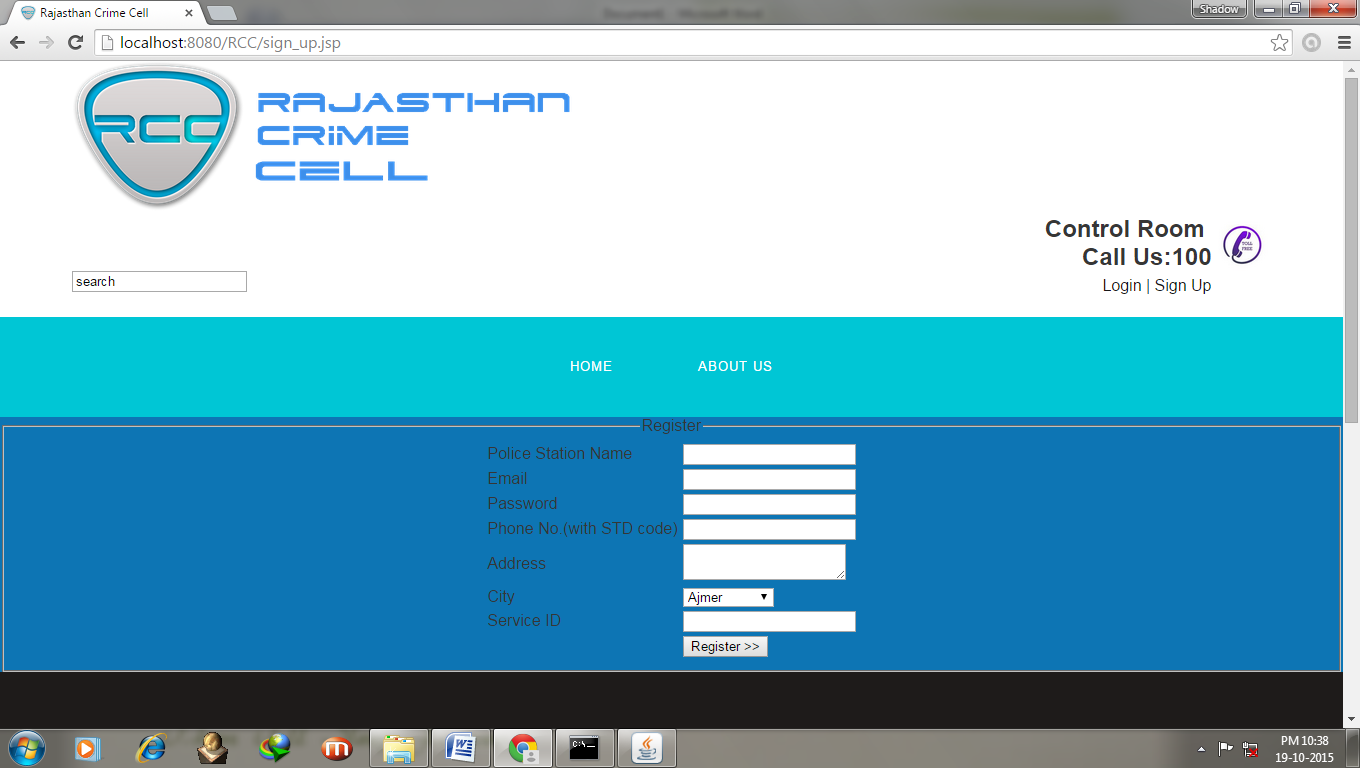 Rajasthan Crime Cell
Shadow
localhost:8080/RCC/sign_up.jsp
RCC
RAJASTHAN
CRiME
CELL
Control Room
Call Us:100
TOLL
FREE
search
Login | Sign Up
HOME ABOUT US
Register
Police Station Name
Email
Password
Phone No.(with STD code)
Address
City Ajmer
Service ID
Register >>
C:\_
PM 10:38
19-10-2015